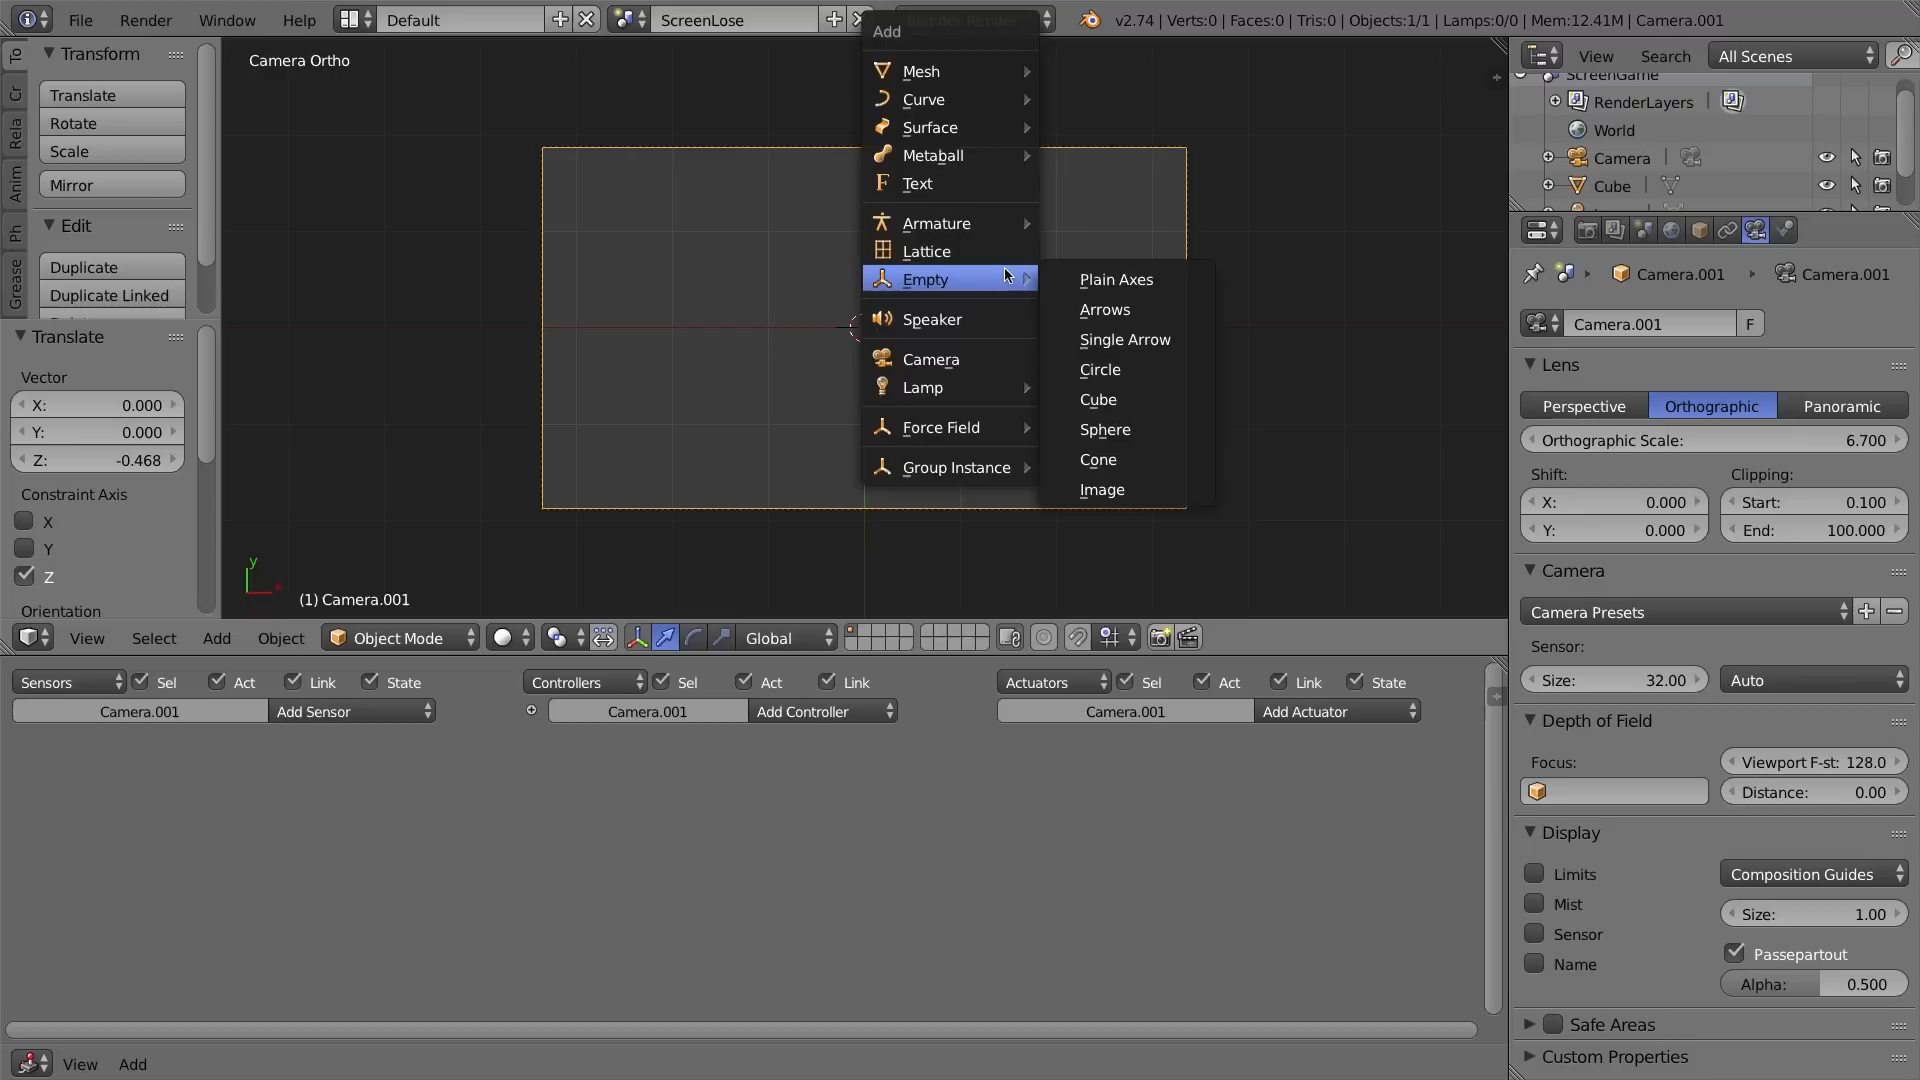 File Render Window Help Default ScreenLose v2.74 | Verts:0 | Faces:0 | Tris:0 | Objects:1/1 | Lamps:0/0 | Mem:12.41M | Camera.001
Transform
Translate
Rotate
Scale
Mirror
Edit
Duplicate
Duplicate Linked
To
Cr
Rela
Anim
Ph
Grease
Translate
Vector
X: 0.000
Y: 0.000
Z: -0.468
Constraint Axis
X
Y
Z
Orientation
Camera Ortho
Add
Mesh
Curve
Surface
Metaball
Text
Armature
Lattice
Empty
Speaker
Camera
Lamp
Force Field
Group Instance
Plain Axes
Arrows
Single Arrow
Circle
Cube
Sphere
Cone
Image
y
(1) Camera.001
View Select Add Object Object Mode Global
Sensors Sel Act Link State Controllers Sel Act Link Actuators Sel Act Link State
Camera.001 Add Sensor Camera.001 Add Controller Camera.001 Add Actuator
View Add
View Search All Scenes
ScreenGame
RenderLayers
World
Camera
Cube
Camera.001 Camera.001
Camera.001 F
Lens
Perspective Orthographic Panoramic
Orthographic Scale: 6.700
Shift: Clipping:
X: 0.000 Start: 0.100
Y: 0.000 End: 100.000
Camera
Camera Presets
Sensor:
Size: 32.00 Auto
Depth of Field
Focus: Viewport F-st: 128.0
Distance: 0.00
Display
Limits Composition Guides
Mist Size: 1.00
Sensor Passepartout
Name Alpha: 0.500
Safe Areas
Custom Properties